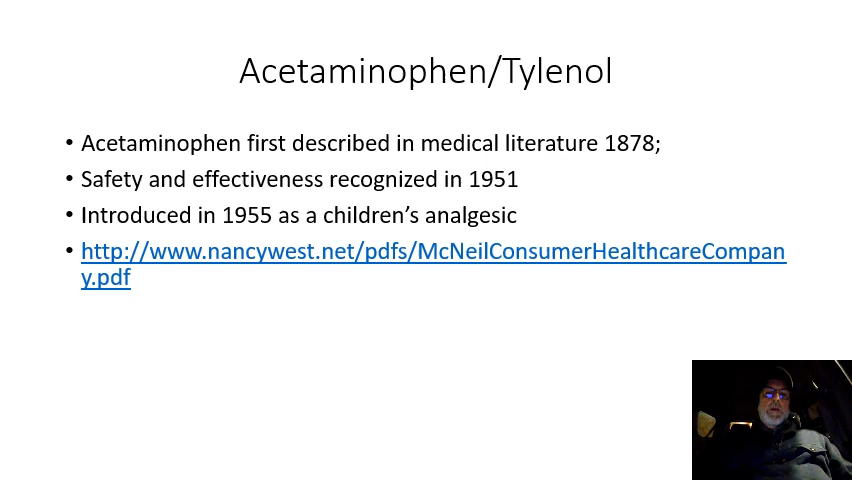 Acetaminophen/Tylenol
• Acetaminophen first described in medical literature 1878;
• Safety and effectiveness recognized in 1951
• Introduced in 1955 as a children’s analgesic
• http://www.nancywest.net/pdfs/McNeilConsumerHealthcareCompan
y.pdf